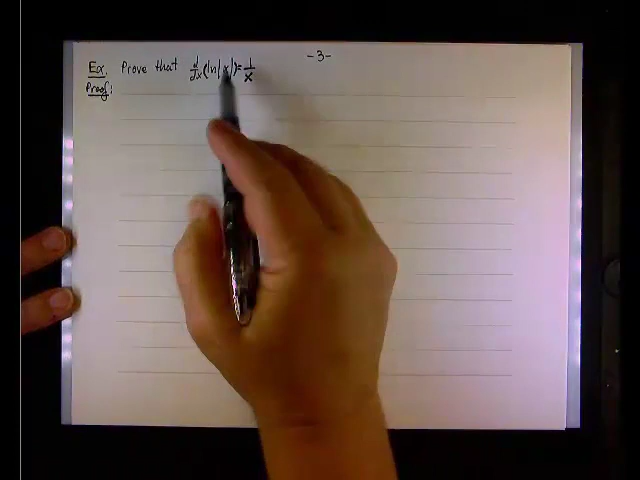 -3-
Ex. Prove that d/dx (ln|x|) = 1/x
Proof: